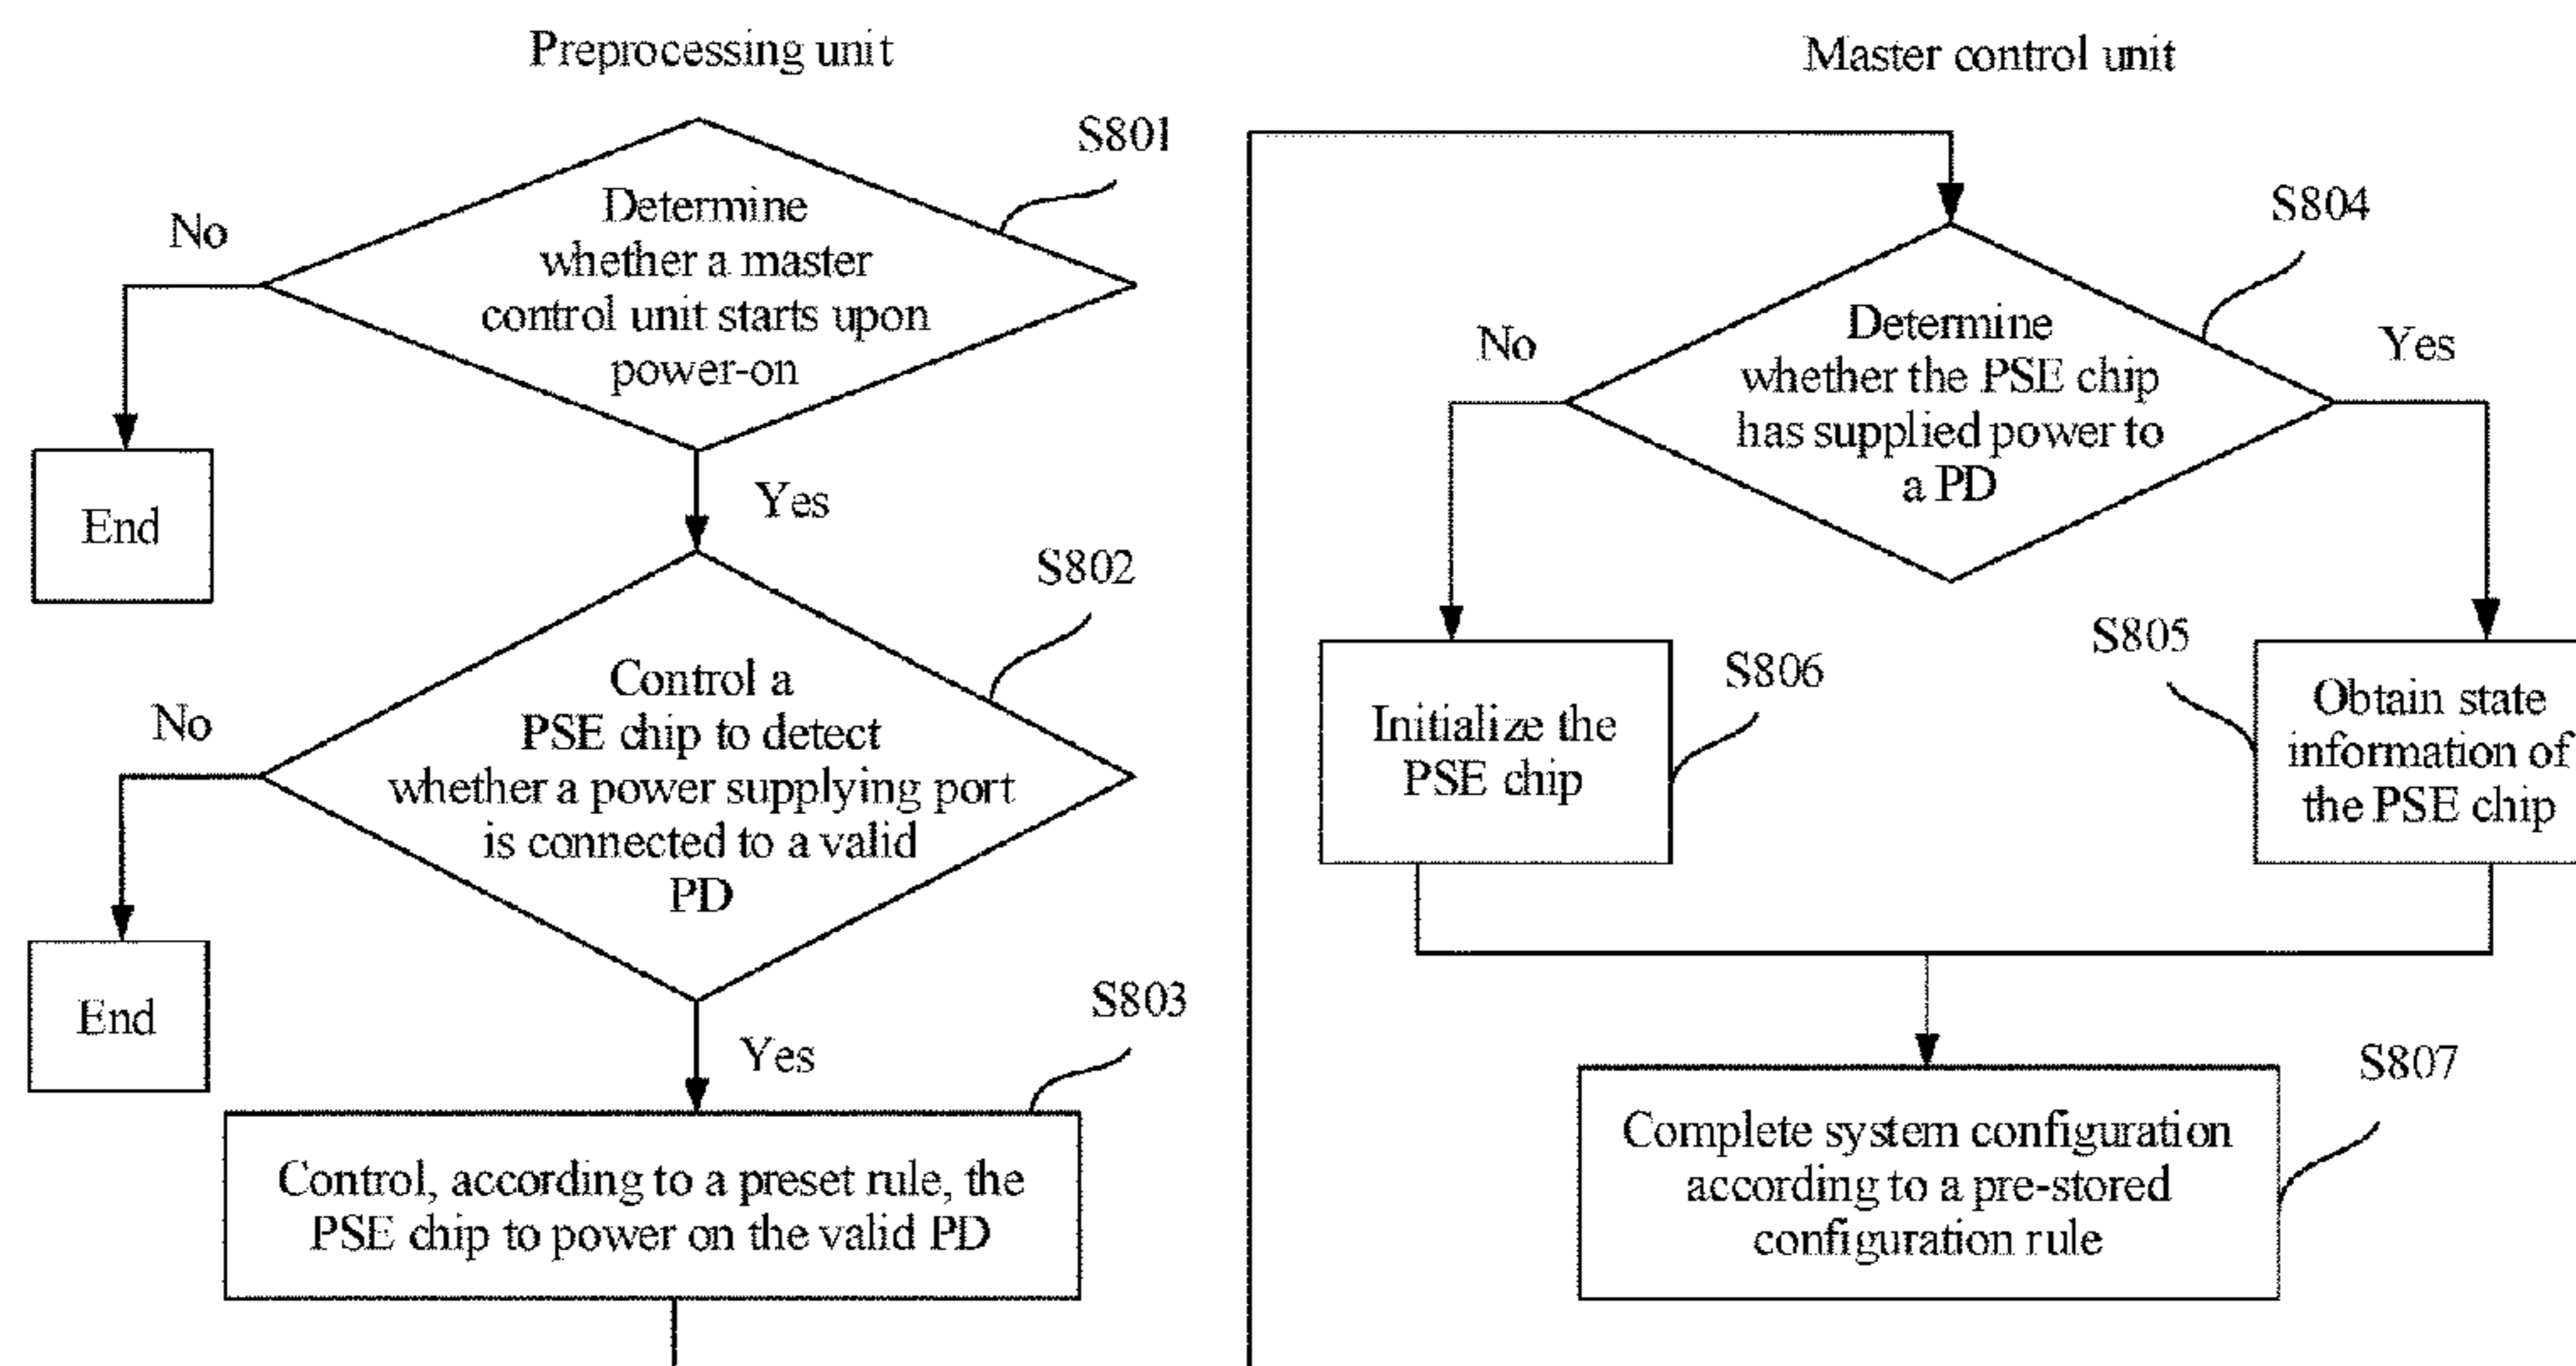 Preprocessing unit
S801
Determine
whether a master
control unit starts upon
power-on
No
End
Yes
S802
Control a
PSE chip to detect
whether a power supplying port
is connected to a valid
PD
No
End
Yes
S803
Control, according to a preset rule, the
PSE chip to power on the valid PD
Master control unit
S804
Determine
whether the PSE chip
has supplied power to
a PD
No
Yes
S806
Initialize the
PSE chip
S805
Obtain state
information of
the PSE chip
S807
Complete system configuration
according to a pre-stored
configuration rule